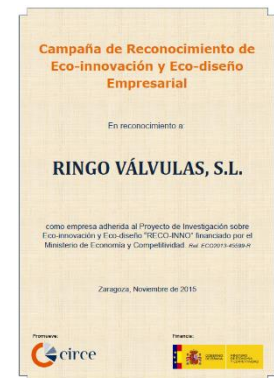 Campaña de Reconocimiento de
Eco-innovación y Eco-diseño
Empresarial
En reconocimiento a:
RINGO VÁLVULAS, S.L.
como empresa adherida al Proyecto de Investigación sobre
Eco-innovación y Eco-diseño "RECO-INNO" financiado por el
Ministerio de Economía y Competitividad. Ref. ECO2013-45599-R
Zaragoza, Noviembre de 2015
Promueve:
Financia:
circe